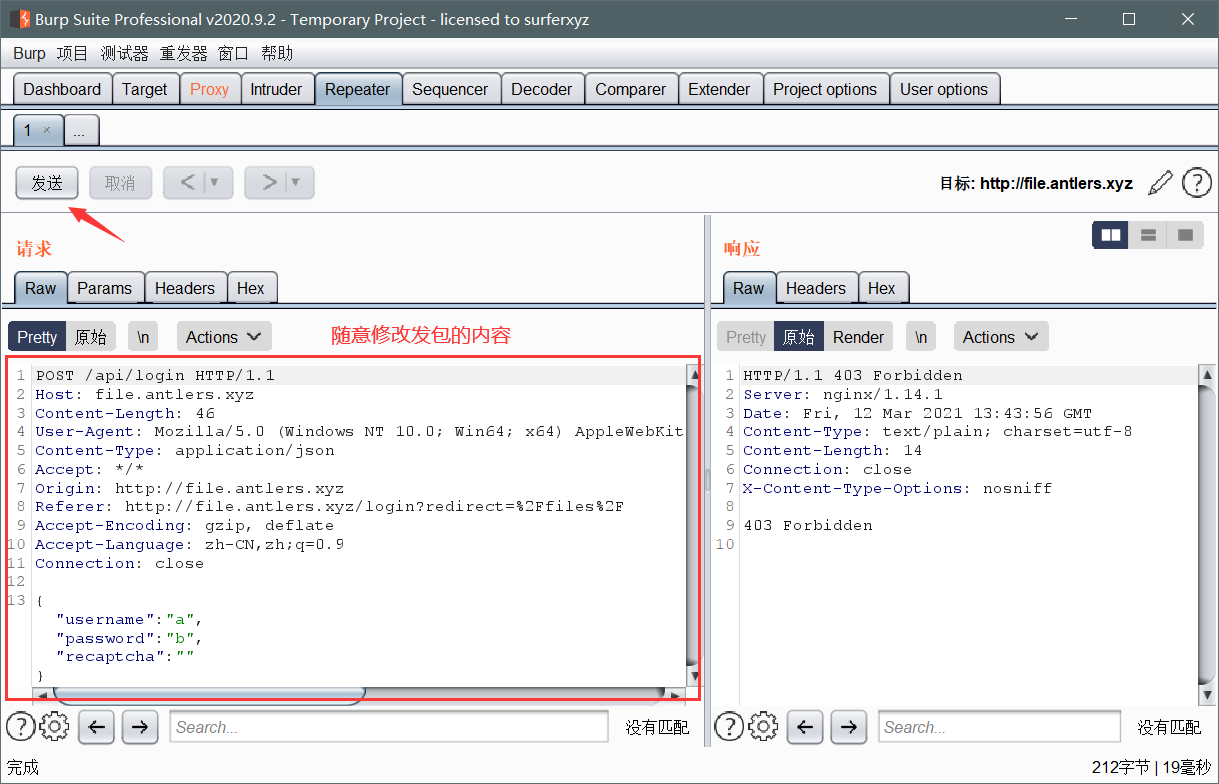 Burp Suite Professional v2020.9.2 - Temporary Project - licensed to surferxyz
Burp 项目 测试器 重发器 窗口 帮助
Dashboard Target Proxy Intruder Repeater Sequencer Decoder Comparer Extender Project options User options
1 × ...
发送 取消 < > 目标: http://file.antlers.xyz ?
请求
Raw Params Headers Hex
Pretty 原始 \n Actions 随意修改发包的内容
1 POST /api/login HTTP/1.1
2 Host: file.antlers.xyz
3 Content-Length: 46
4 User-Agent: Mozilla/5.0 (Windows NT 10.0; Win64; x64) AppleWebKit
5 Content-Type: application/json
6 Accept: */*
7 Origin: http://file.antlers.xyz
8 Referer: http://file.antlers.xyz/login?redirect=%2Ffiles%2F
9 Accept-Encoding: gzip, deflate
10 Accept-Language: zh-CN,zh;q=0.9
11 Connection: close
12
13 {
"username":"a",
"password":"b",
"recaptcha":""
}
? Search... 没有匹配
响应
Raw Headers Hex
Pretty 原始 Render \n Actions
1 HTTP/1.1 403 Forbidden
2 Server: nginx/1.14.1
3 Date: Fri, 12 Mar 2021 13:43:56 GMT
4 Content-Type: text/plain; charset=utf-8
5 Content-Length: 14
6 Connection: close
7 X-Content-Type-Options: nosniff
8
9 403 Forbidden
10
? Search... 没有匹配
完成 212字节 | 19毫秒